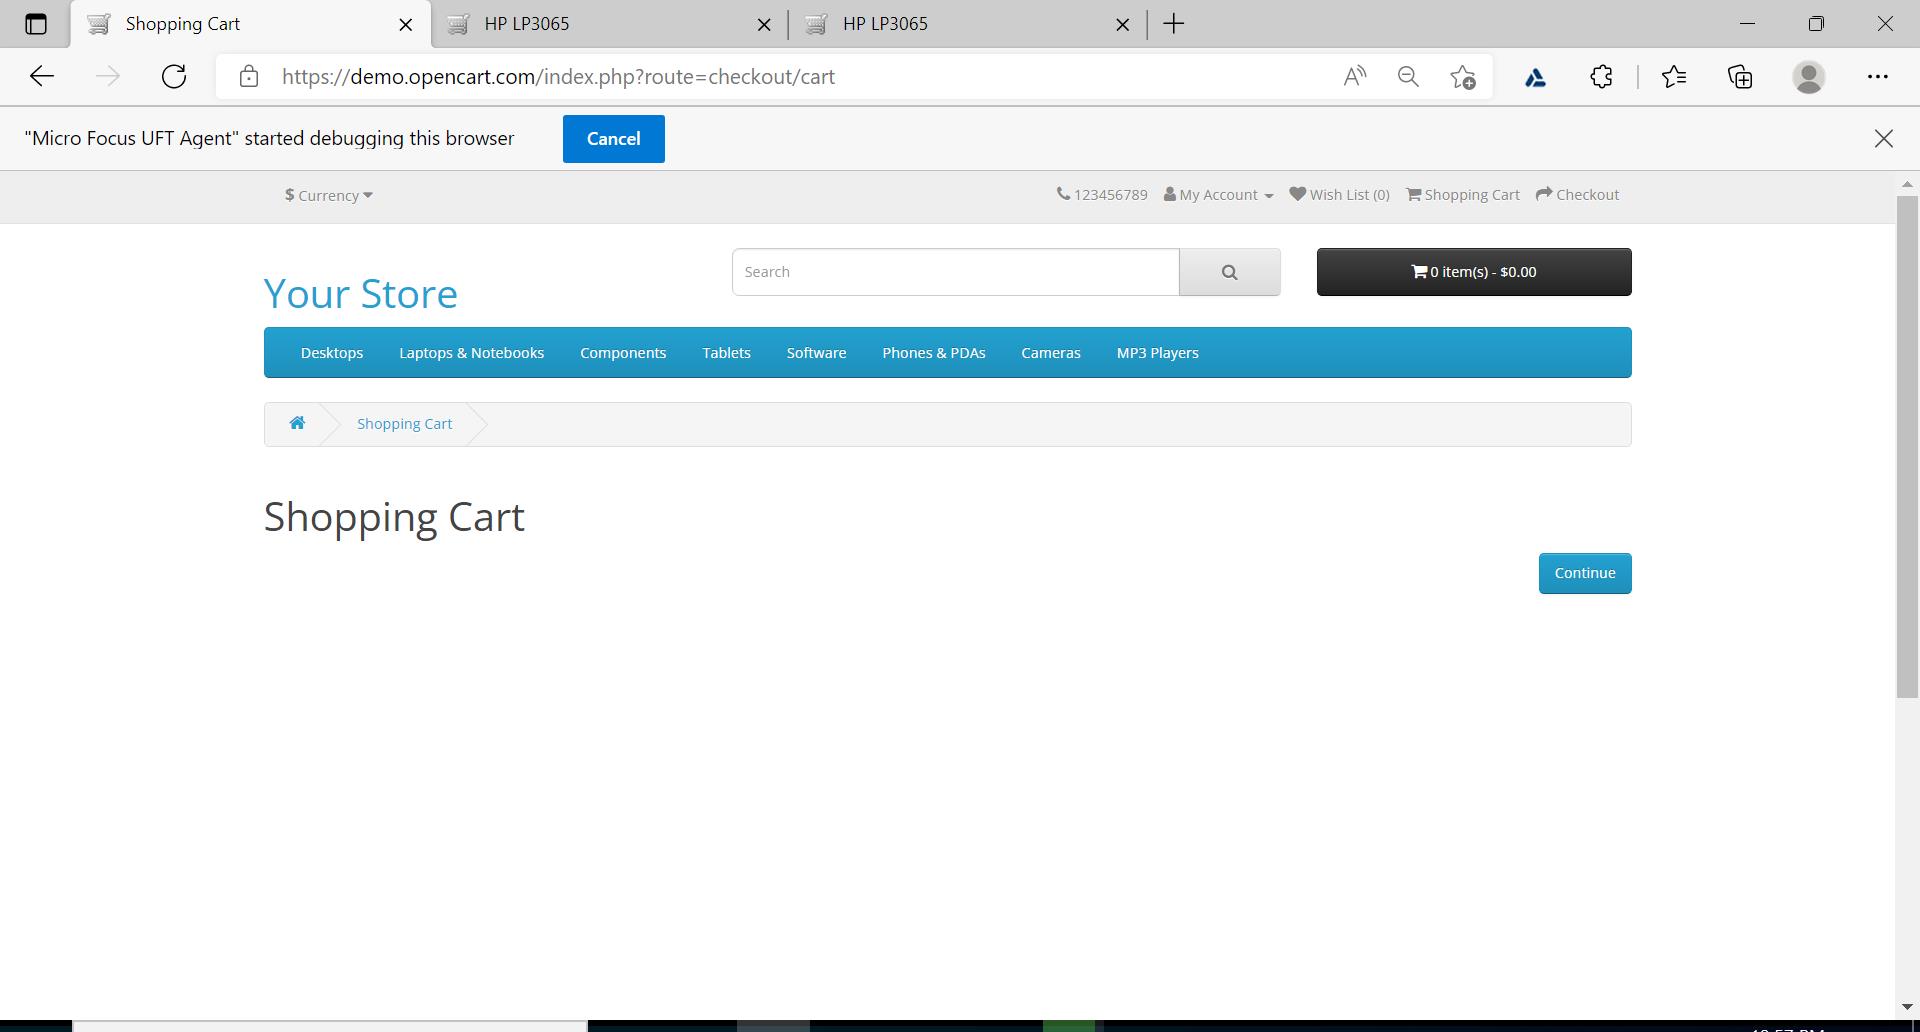 Shopping Cart
HP LP3065
HP LP3065
https://demo.opencart.com/index.php?route=checkout/cart
"Micro Focus UFT Agent" started debugging this browser
Cancel
$ Currency
123456789 My Account Wish List (0) Shopping Cart Checkout
Your Store
Search
0 item(s) - $0.00
Desktops Laptops & Notebooks Components Tablets Software Phones & PDAs Cameras MP3 Players
Shopping Cart
Shopping Cart
Continue